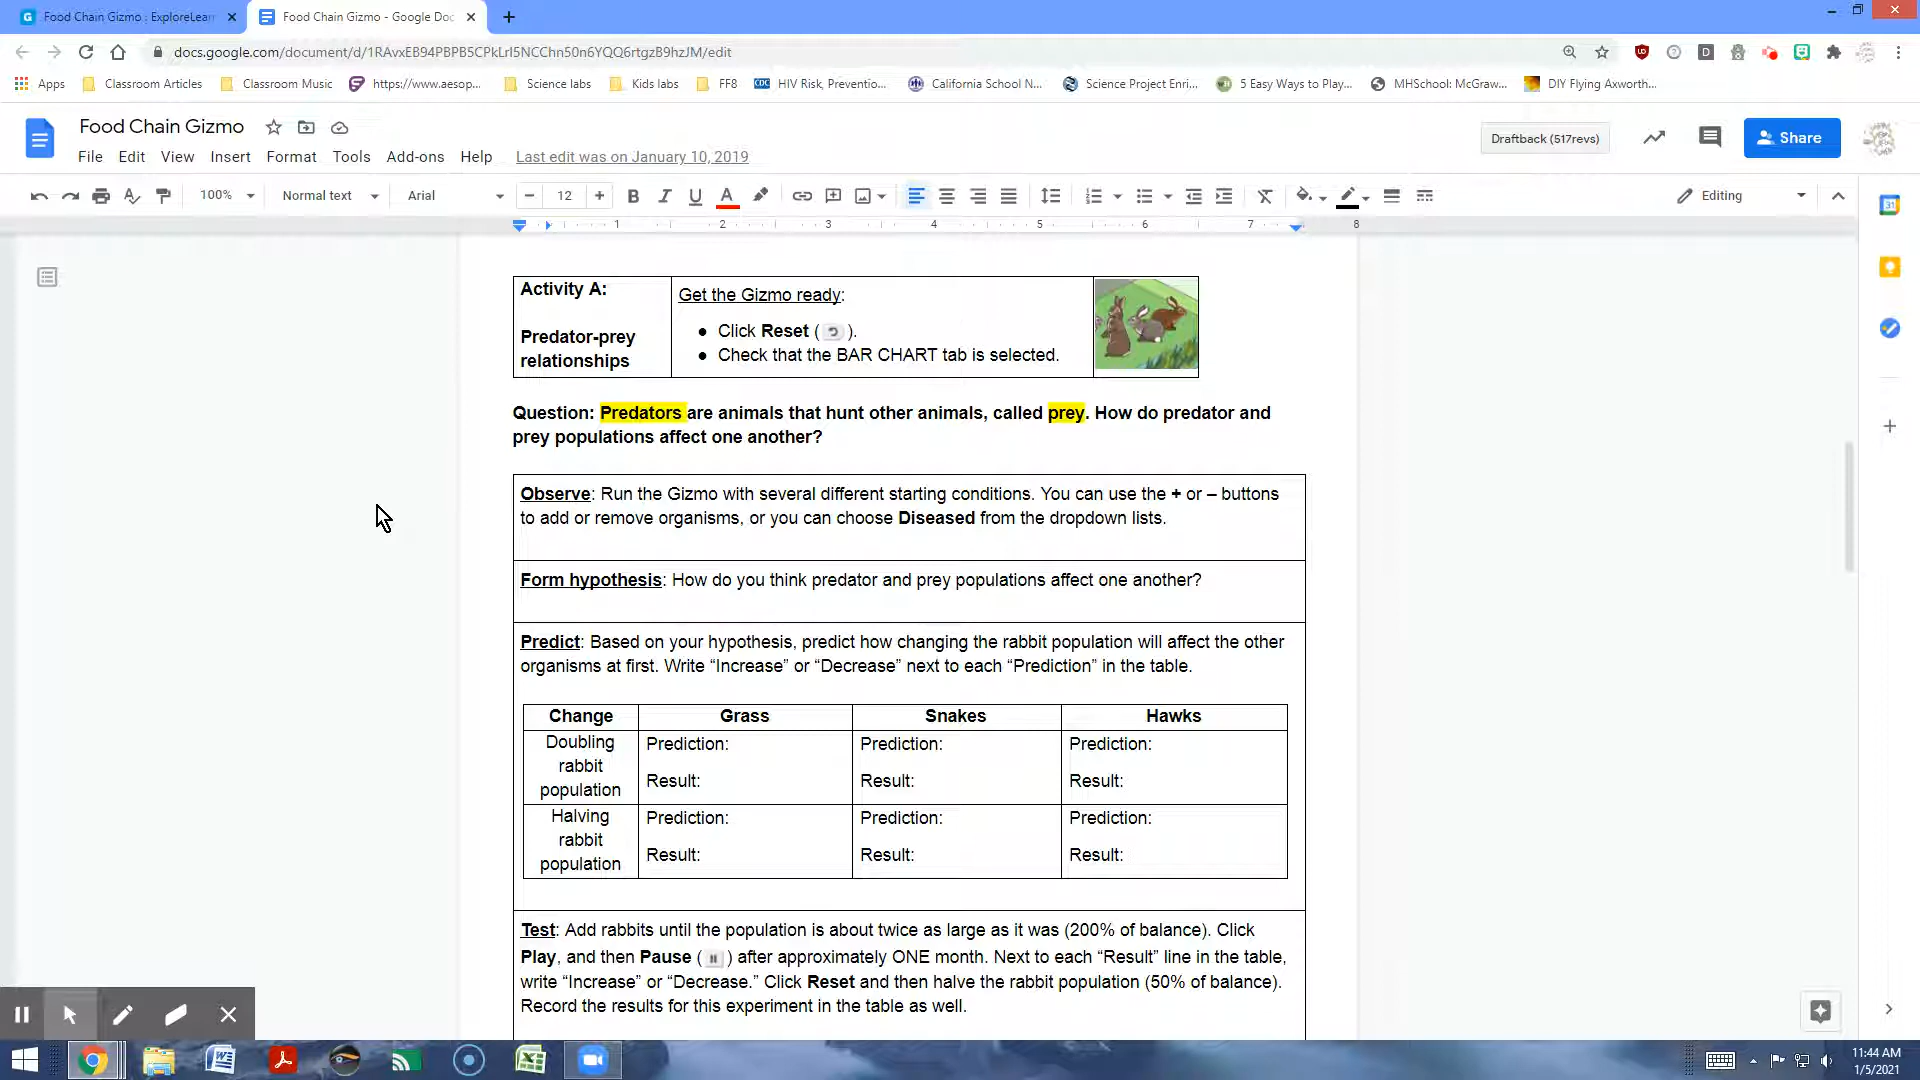 Food Chain Gizmo : ExploreLear
Food Chain Gizmo - Google Doc
docs.google.com/document/d/1RAvxEB94PBPB5CPkLrI5NCChn50n6YQQ6rtgzB9hzJM/edit
Apps
Classroom Articles
Classroom Music
https://www.aesop...
Science labs
Kids labs
FF8
HIV Risk, Preventio...
California School N...
Science Project Enri...
5 Easy Ways to Play...
MHSchool: McGraw...
DIY Flying Axworth...
Food Chain Gizmo
File Edit View Insert Format Tools Add-ons Help Last edit was on January 10, 2019
Draftback (517revs)
Share
100% Normal text Arial 12 Editing
1 2 3 4 5 6 7 8
Activity A:
Predator-prey
relationships
Get the Gizmo ready:
● Click Reset ( ).
● Check that the BAR CHART tab is selected.
Question: Predators are animals that hunt other animals, called prey. How do predator and
prey populations affect one another?
Observe: Run the Gizmo with several different starting conditions. You can use the + or – buttons
to add or remove organisms, or you can choose Diseased from the dropdown lists.
Form hypothesis: How do you think predator and prey populations affect one another?
Predict: Based on your hypothesis, predict how changing the rabbit population will affect the other
organisms at first. Write “Increase” or “Decrease” next to each “Prediction” in the table.
Change Grass Snakes Hawks
Doubling
rabbit
population
Prediction: Prediction: Prediction:
Result: Result: Result:
Halving
rabbit
population
Prediction: Prediction: Prediction:
Result: Result: Result:
Test: Add rabbits until the population is about twice as large as it was (200% of balance). Click
Play, and then Pause ( ) after approximately ONE month. Next to each “Result” line in the table,
write “Increase” or “Decrease.” Click Reset and then halve the rabbit population (50% of balance).
Record the results for this experiment in the table as well.
11:44 AM
1/5/2021